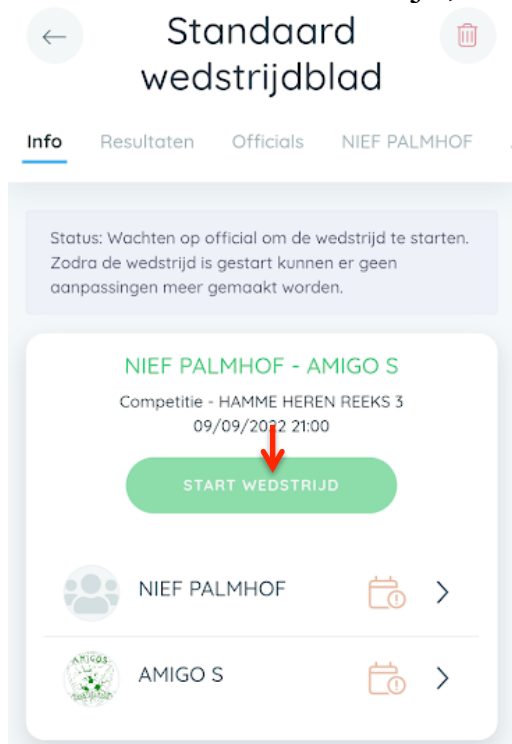 Standaard
wedstrijdblad
Info Resultaten Officials NIEF PALMHOF
Status: Wachten op official om de wedstrijd te starten.
Zodra de wedstrijd is gestart kunnen er geen
aanpassingen meer gemaakt worden.
NIEF PALMHOF - AMIGO S
Competitie - HAMME HEREN REEKS 3
09/09/2022 21:00
START WEDSTRIJD
NIEF PALMHOF
AMIGOS
AMIGO S